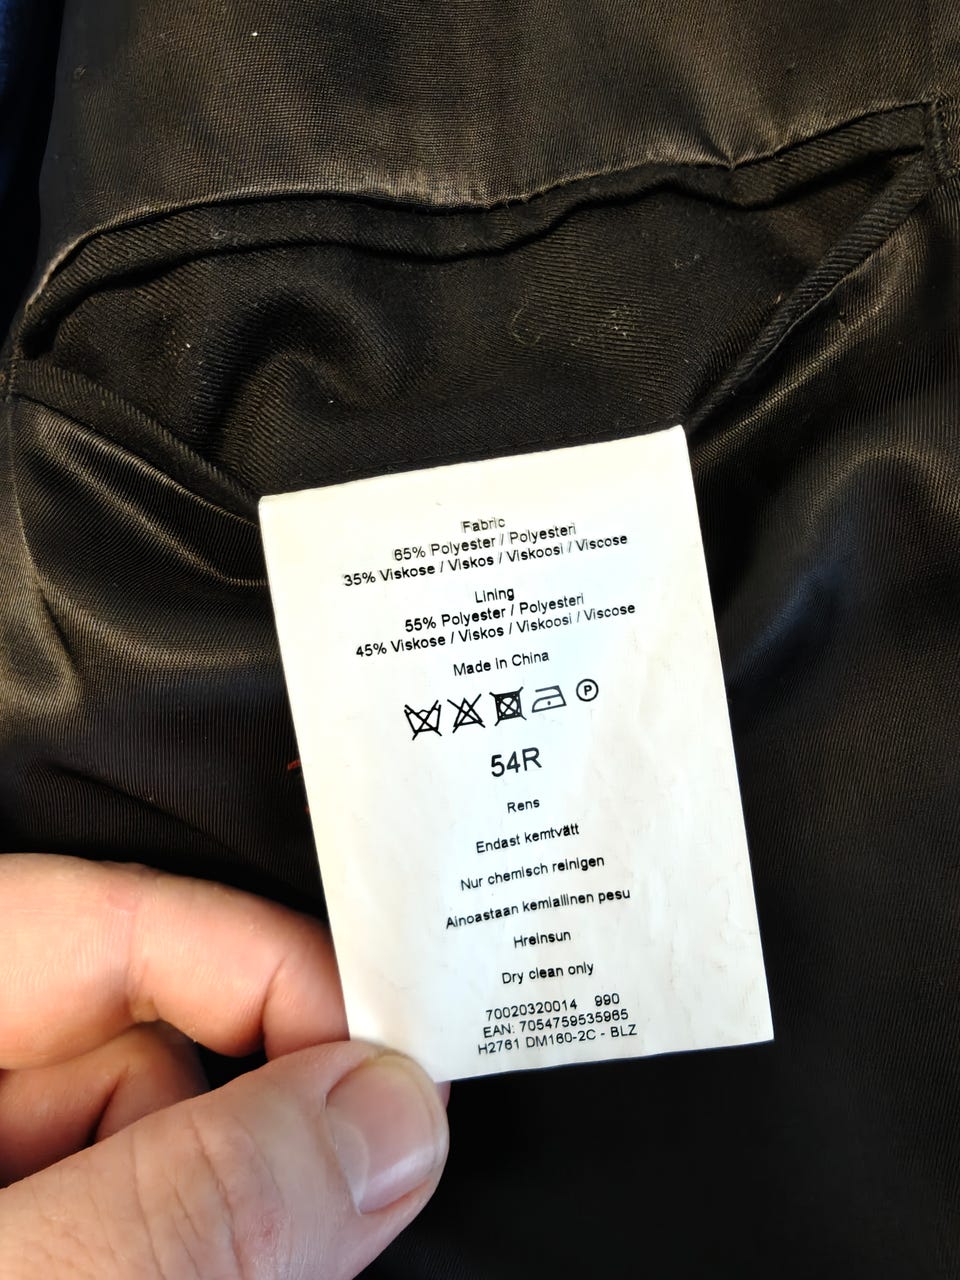 Fabric
65% Polyester / Polyesteri
35% Viskose / Viskos / Viskoosi / Viscose
Lining
55% Polyester / Polyesteri
45% Viskose / Viskos / Viskoosi / Viscose
Made in China
P
54R
Rens
Endast kemtvätt
Nur chemisch reinigen
Ainoastaan kemiallinen pesu
Hreinsun
Dry clean only
70020320014 990
EAN: 7054759535965
H2761 DM160-2C - BLZ